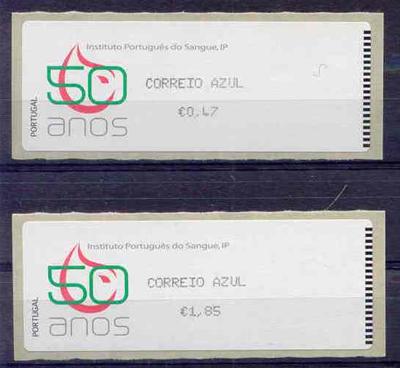 Instituto Português do Sangue, IP
50
anos
PORTUGAL
CORREIO AZUL
€0,47
Instituto Português do Sangue, IP
50
anos
PORTUGAL
CORREIO AZUL
€1,85